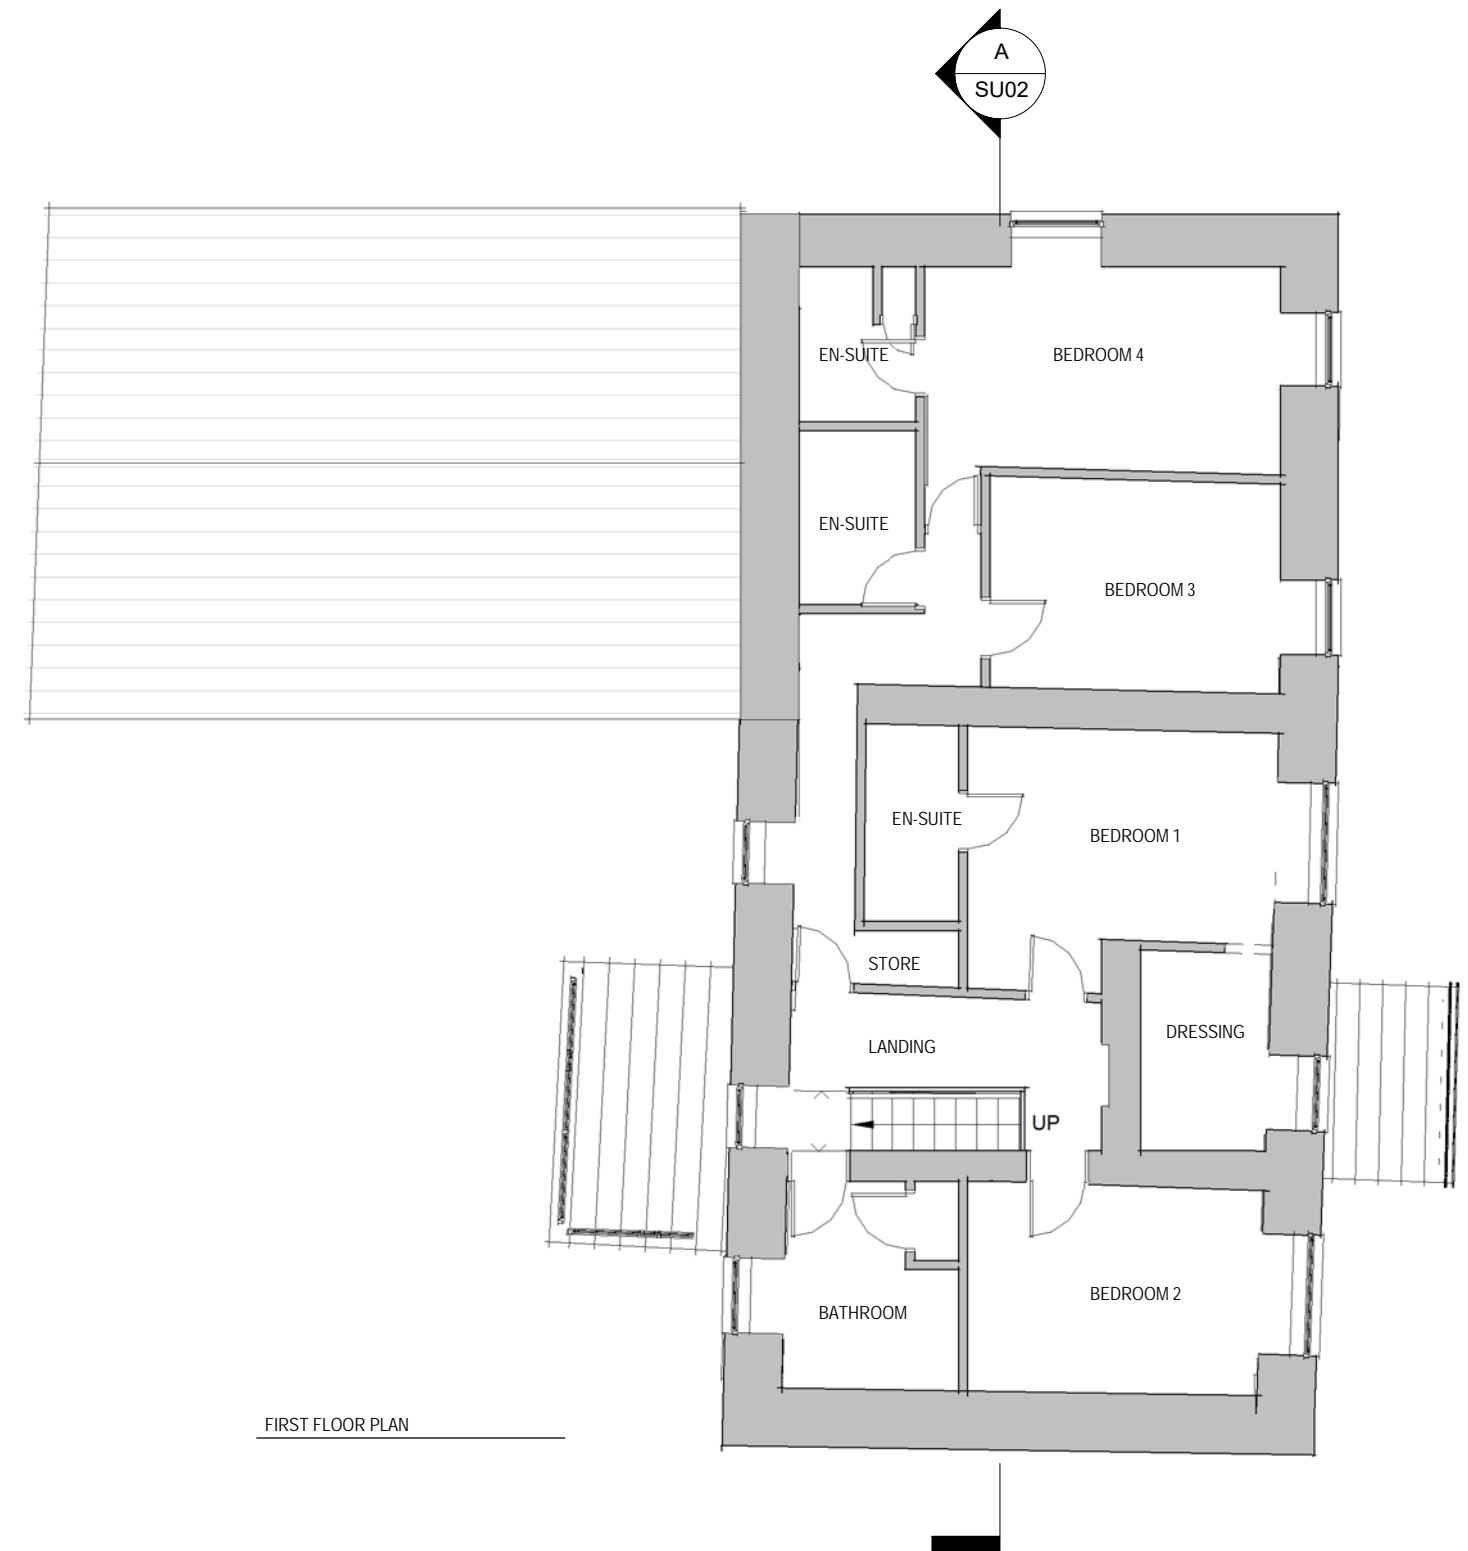 A
SU02
EN-SUITE
BEDROOM 4
EN-SUITE
BEDROOM 3
EN-SUITE
BEDROOM 1
STORE
DRESSING
LANDING
UP
BEDROOM 2
BATHROOM
FIRST FLOOR PLAN